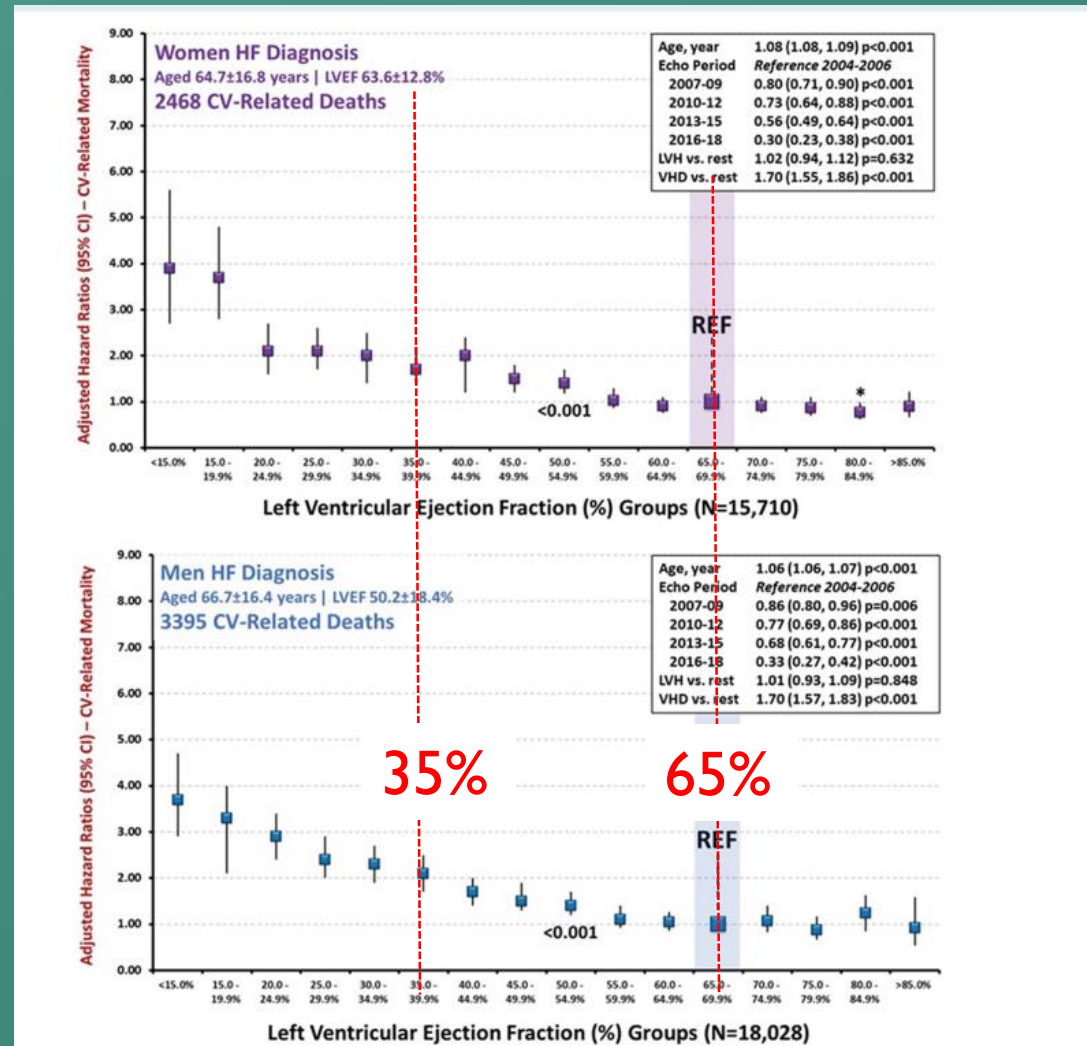 Adjusted Hazard Ratios (95% CI) – CV-Related Mortality
9.00
8.00
7.00
6.00
5.00
4.00
3.00
2.00
1.00
0.00
Women HF Diagnosis
Aged 64.7±16.8 years | LVEF 63.6±12.8%
2468 CV-Related Deaths
Age, year 1.08 (1.08, 1.09) p<0.001
Echo Period Reference 2004-2006
2007-09 0.80 (0.71, 0.90) p<0.001
2010-12 0.73 (0.64, 0.88) p<0.001
2013-15 0.56 (0.49, 0.64) p<0.001
2016-18 0.30 (0.23, 0.38) p<0.001
LVH vs. rest 1.02 (0.94, 1.12) p=0.632
VHD vs. rest 1.70 (1.55, 1.86) p<0.001
REF
*
<0.001
<15.0% 15.0 - 20.0 - 25.0 - 30.0 - 35.0 - 40.0 - 45.0 - 50.0 - 55.0 - 60.0 - 65.0 - 70.0 - 75.0 - 80.0 - >85.0%
19.9% 24.9% 29.9% 34.9% 39.9% 44.9% 49.9% 54.9% 59.9% 64.9% 69.9% 74.9% 79.9% 84.9%
Left Ventricular Ejection Fraction (%) Groups (N=15,710)
Adjusted Hazard Ratios (95% CI) – CV-Related Mortality
9.00
8.00
7.00
6.00
5.00
4.00
3.00
2.00
1.00
0.00
Men HF Diagnosis
Aged 66.7±16.4 years | LVEF 50.2±18.4%
3395 CV-Related Deaths
Age, year 1.06 (1.06, 1.07) p<0.001
Echo Period Reference 2004-2006
2007-09 0.86 (0.80, 0.96) p=0.006
2010-12 0.77 (0.69, 0.86) p<0.001
2013-15 0.68 (0.61, 0.77) p<0.001
2016-18 0.33 (0.27, 0.42) p<0.001
LVH vs. rest 1.01 (0.93, 1.09) p=0.848
VHD vs. rest 1.70 (1.57, 1.83) p<0.001
35% 65%
REF
<0.001
<15.0% 15.0 - 20.0 - 25.0 - 30.0 - 35.0 - 40.0 - 45.0 - 50.0 - 55.0 - 60.0 - 65.0 - 70.0 - 75.0 - 80.0 - >85.0%
19.9% 24.9% 29.9% 34.9% 39.9% 44.9% 49.9% 54.9% 59.9% 64.9% 69.9% 74.9% 79.9% 84.9%
Left Ventricular Ejection Fraction (%) Groups (N=18,028)